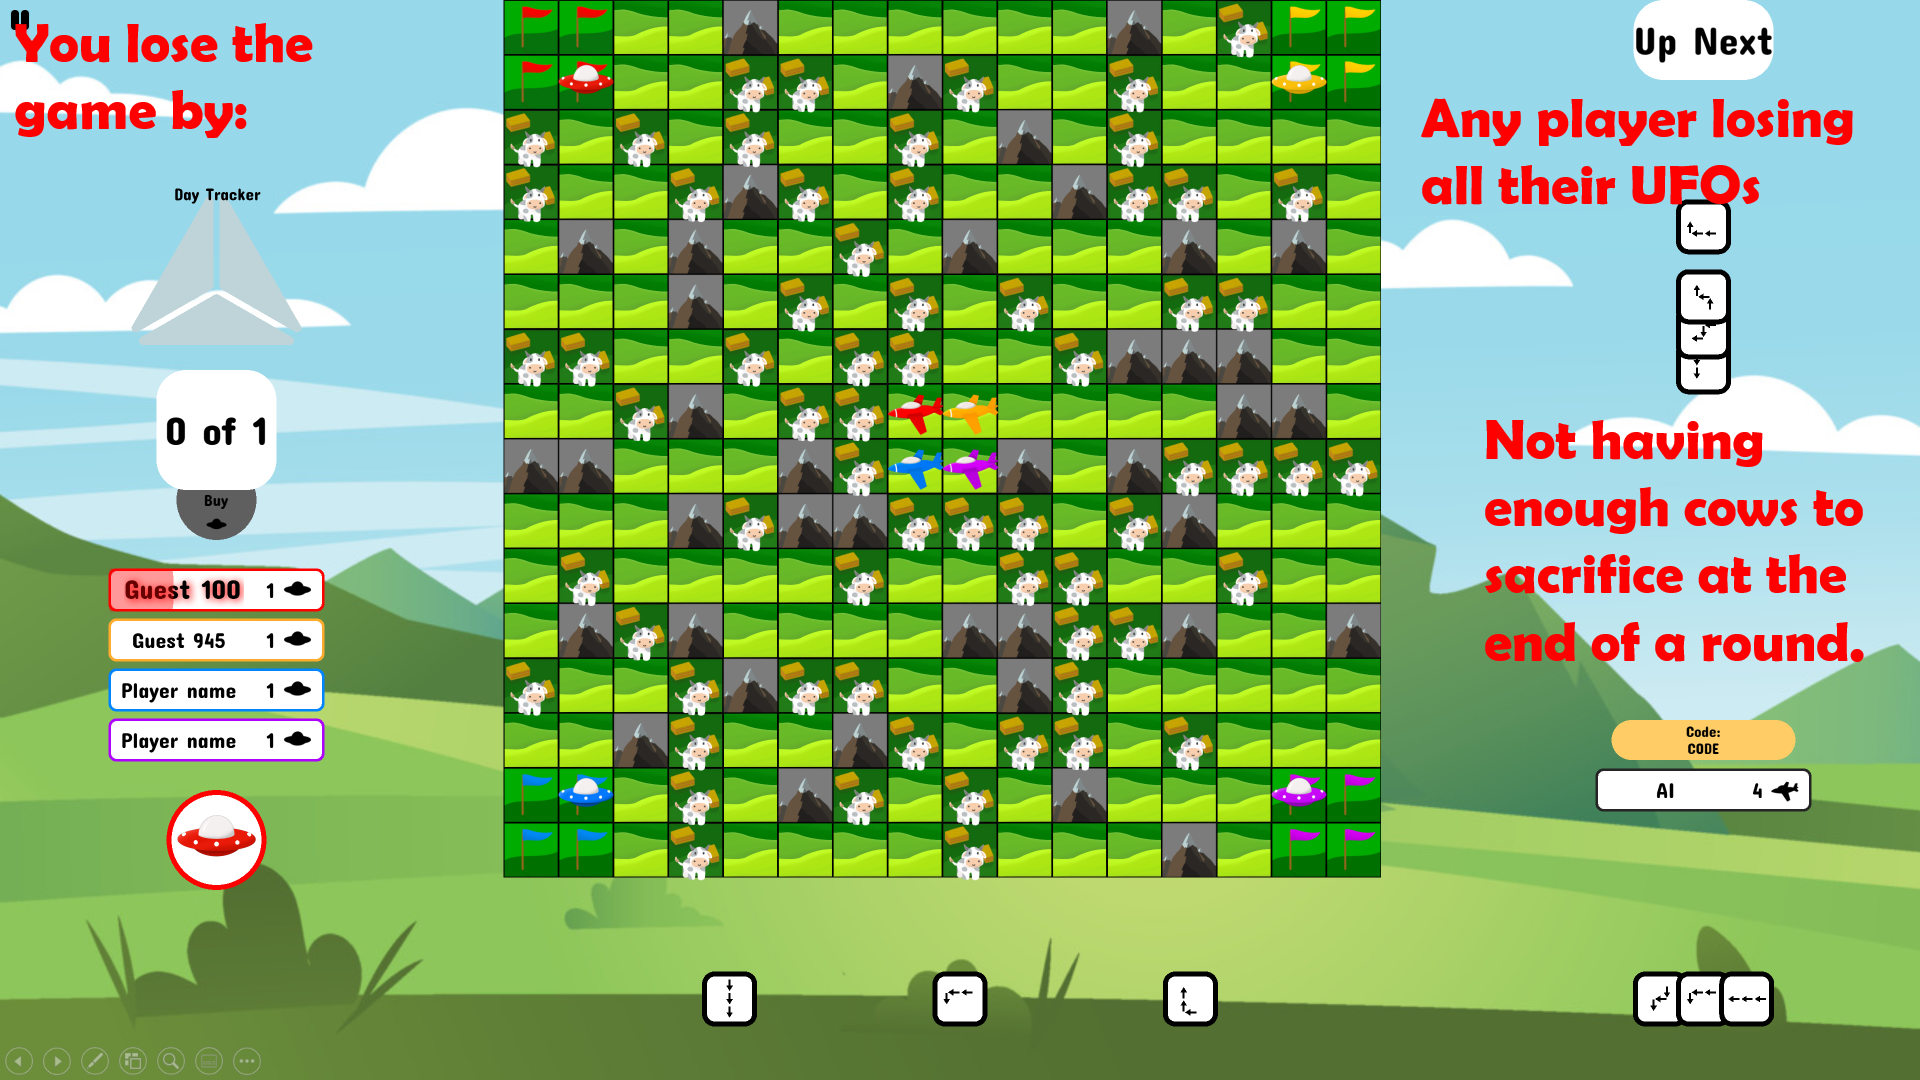 You lose the
game by:
Day Tracker
0 of 1
Buy
Guest 100 1
Guest 945 1
Player name 1
Player name 1
Up Next
Any player losing
all their UFOs
Not having
enough cows to
sacrifice at the
end of a round.
Code:
CODE
AI 4